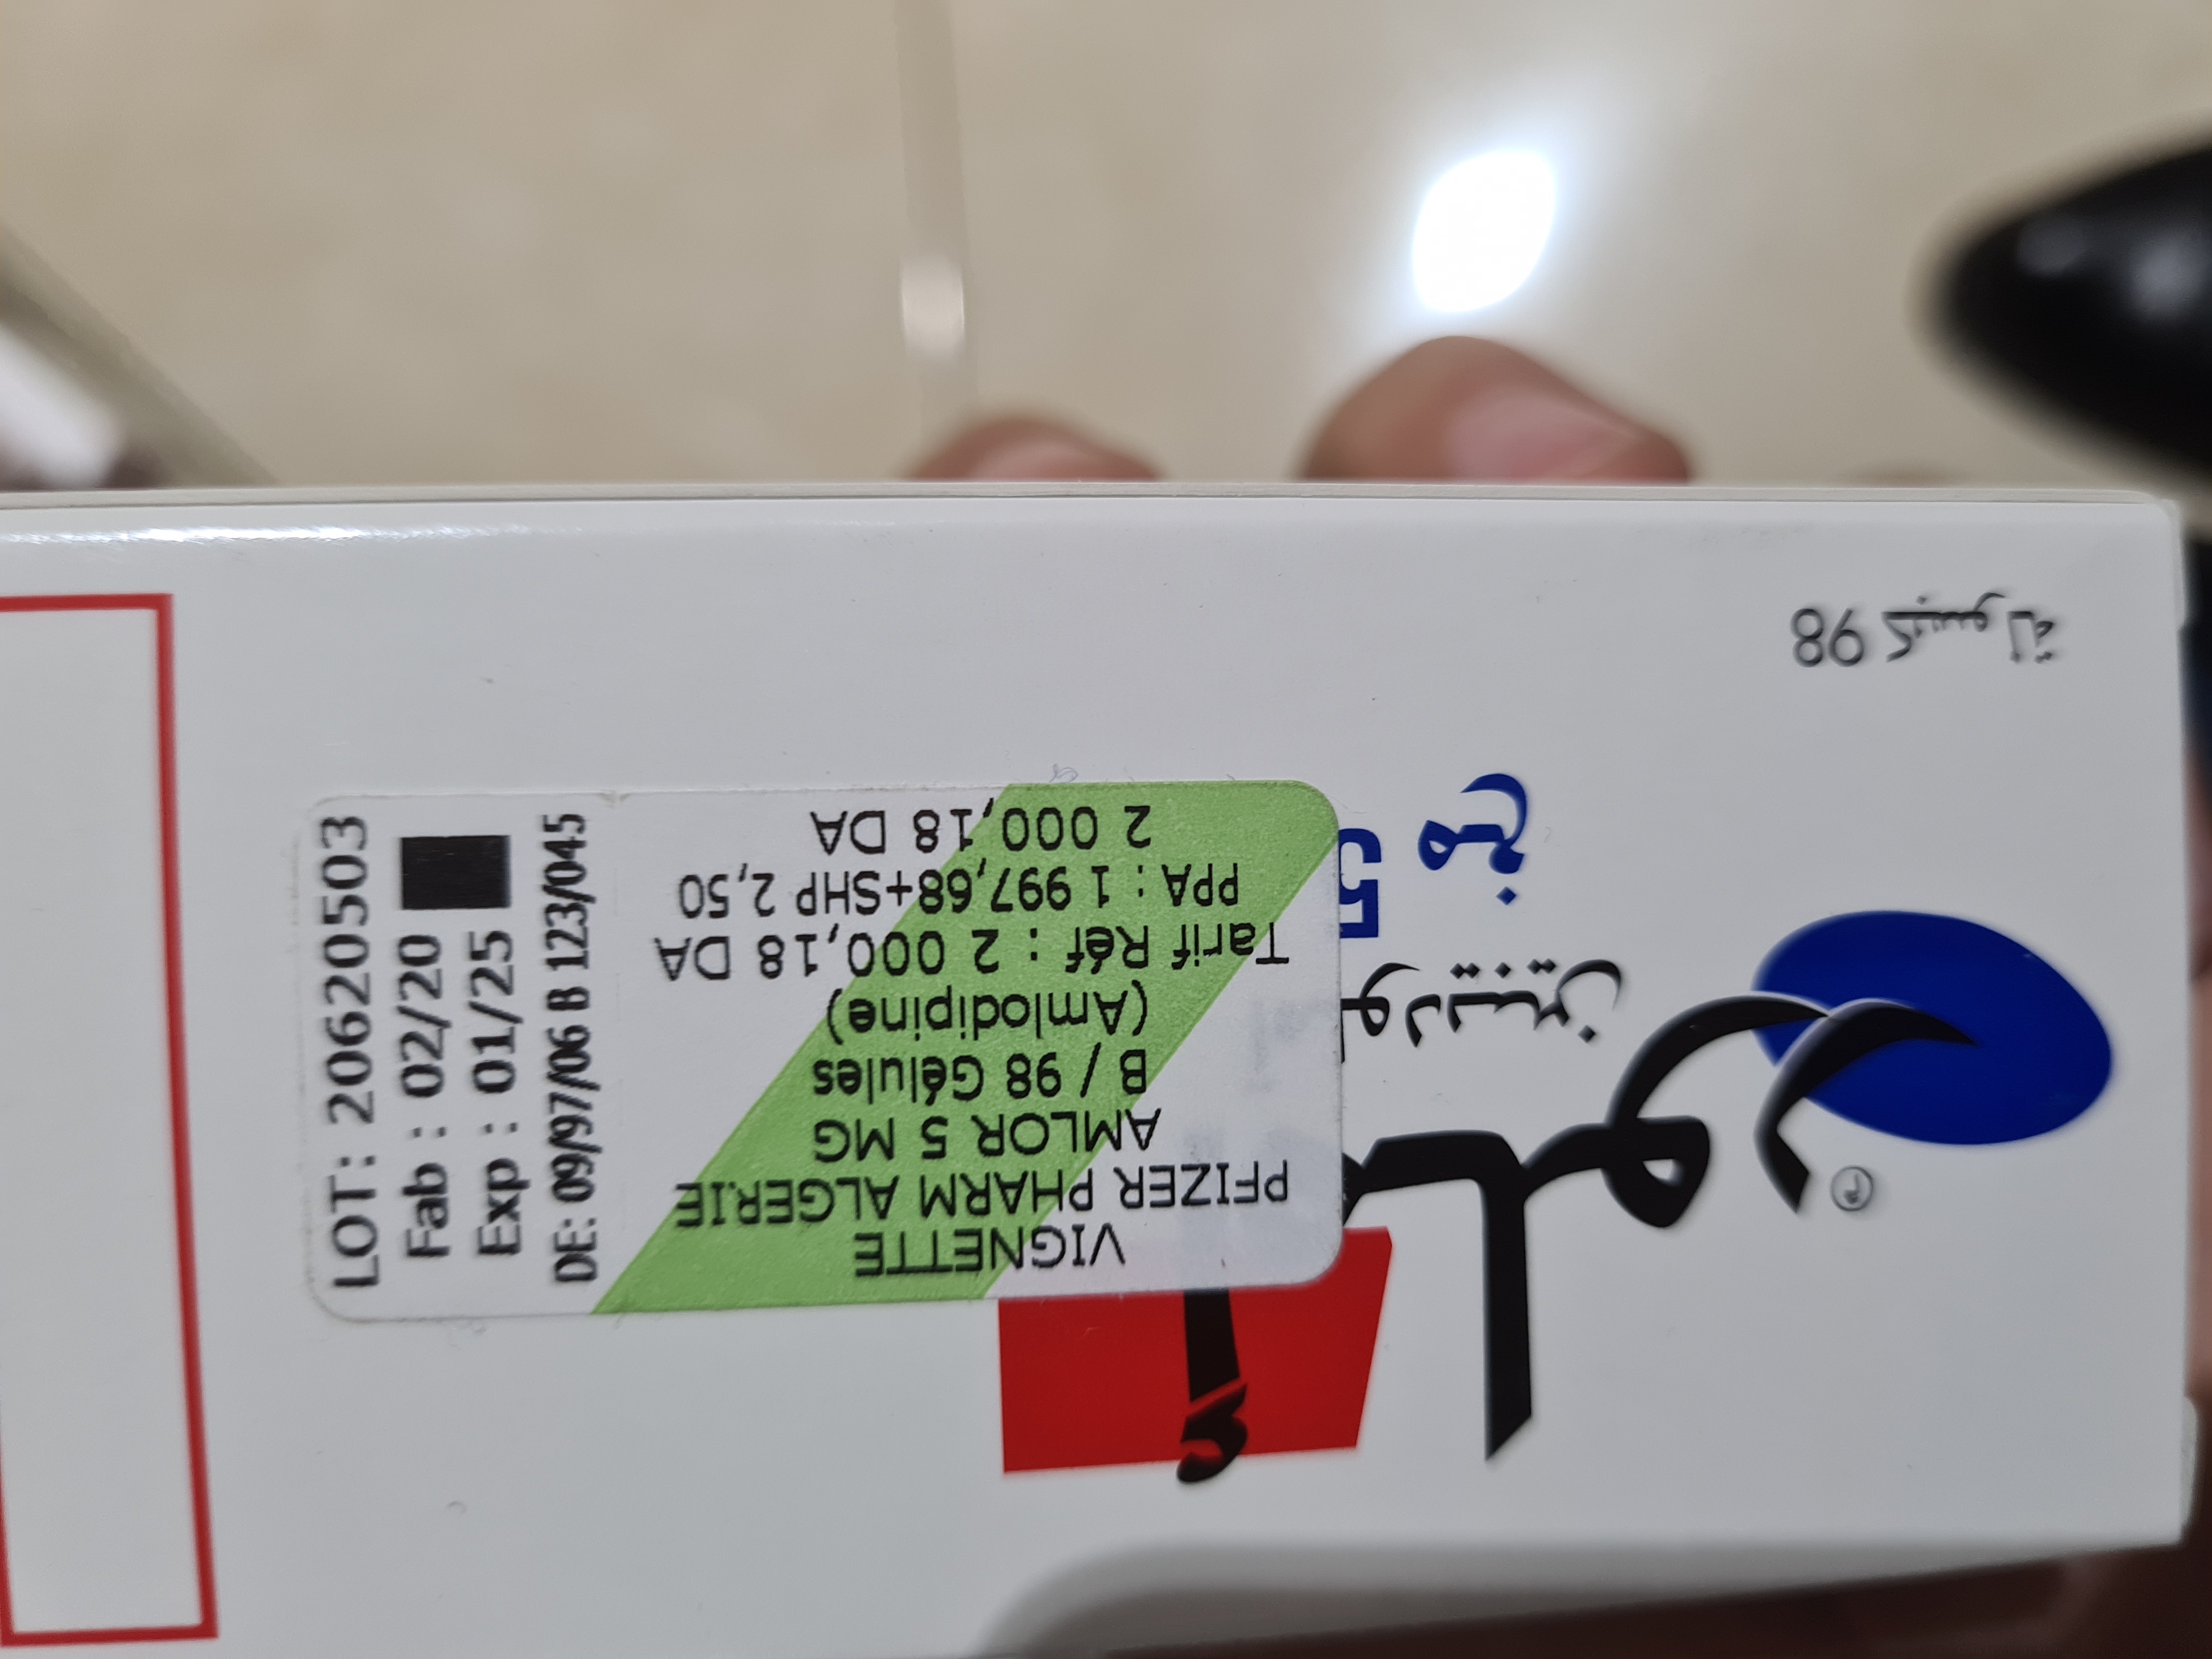 VIGNETTE
PFIZER PHARM ALGERIE
AMLOR 5 MG
B / 98 Gélules
(Amlodipine)
Tarif Réf : 2 000,18 DA
PPA : 1 997,68+SHP 2,50
2 000,18 DA
LOT: 20620503
Fab : 02/20
Exp : 01/25
DE: 09/97/06 B 123/045
®
5
98 كبسولة